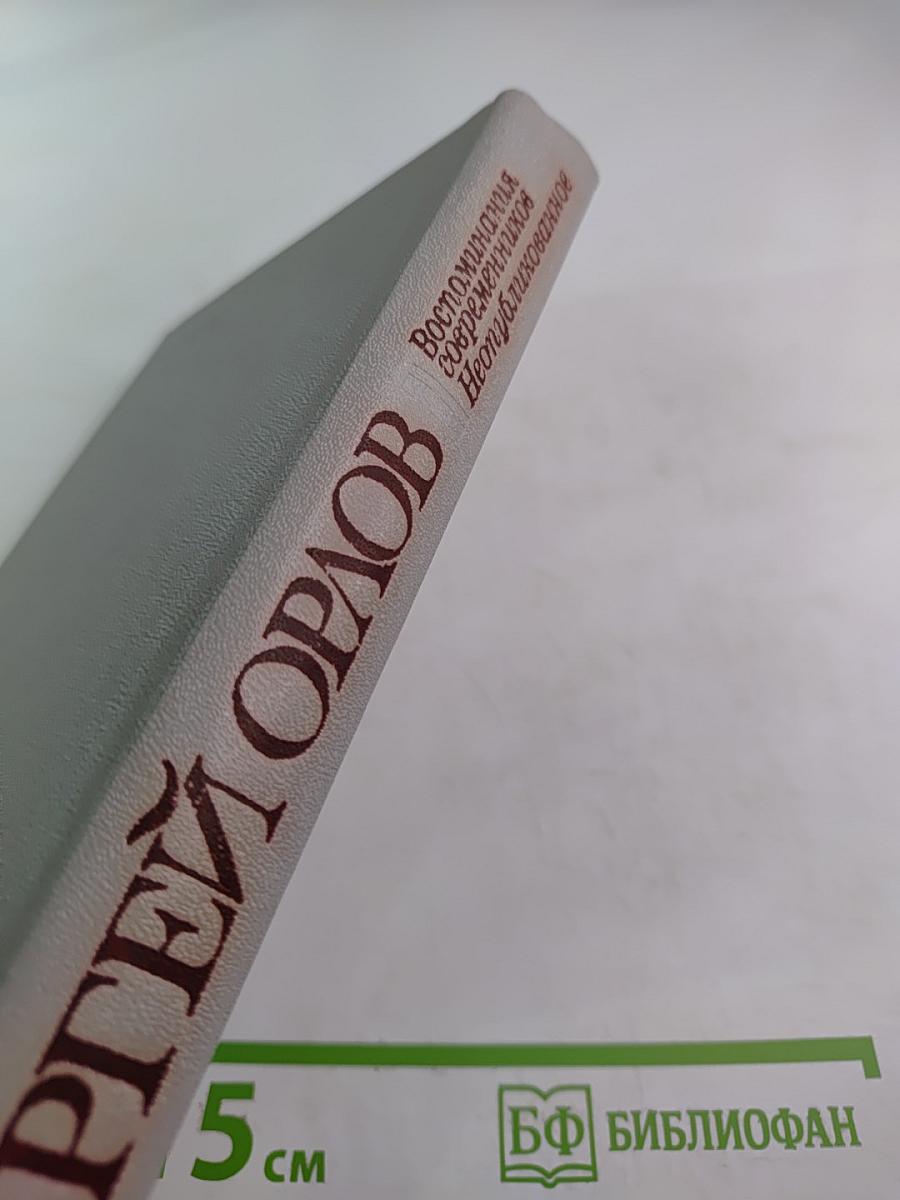 РГЕЙ ОРЛОВ
Воспоминания
современников
Неопубликованное
5 см
БФ БИБЛИОФАН